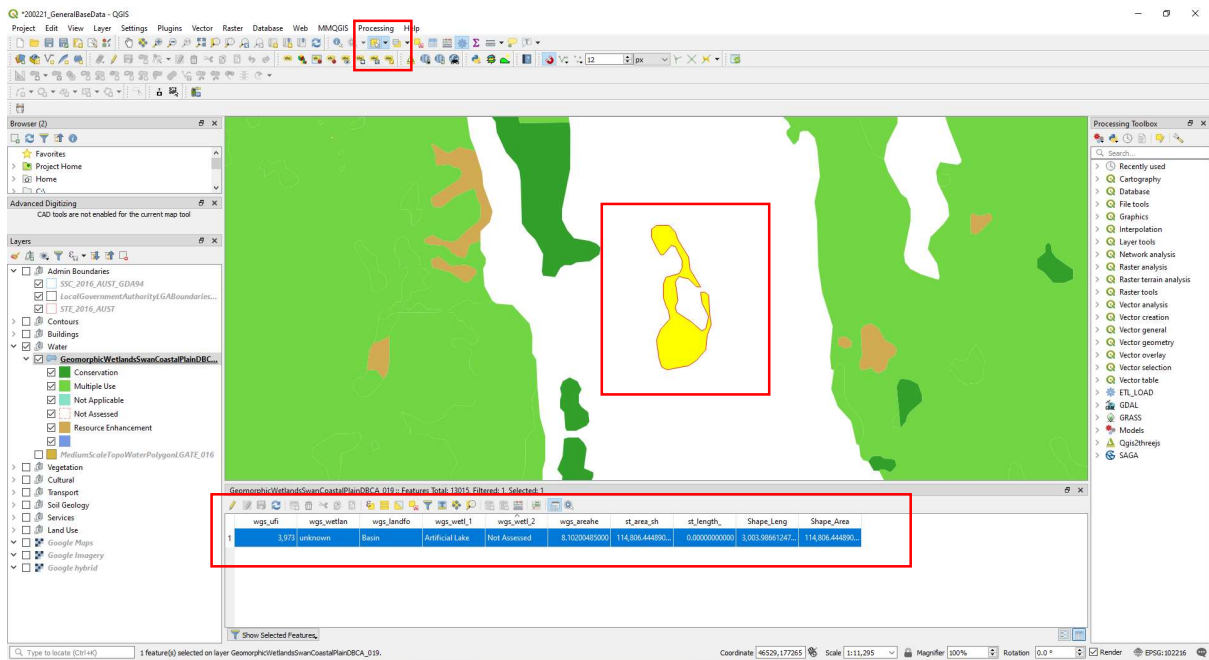 *200221_GeneralBaseData - QGIS
Project Edit View Layer Settings Plugins Vector Raster Database Web MMQGIS Processing Help
12 px
Browser (2)
Favorites
Project Home
Home
C:\
Advanced Digitizing
CAD tools are not enabled for the current map tool
Layers
Admin Boundaries
SSC_2016_AUST_GDA94
LocalGovernmentAuthorityLGABoundaries...
STE_2016_AUST
Contours
Buildings
Water
GeomorphicWetlandsSwanCoastalPlainDBC...
Conservation
Multiple Use
Not Applicable
Not Assessed
Resource Enhancement
MediumScaleTopoWaterPolygonLGATE_016
Vegetation
Cultural
Transport
Soil Geology
Services
Land Use
Google Maps
Google Imagery
Google hybrid
GeomorphicWetlandsSwanCoastalPlainDBCA_019 :: Features Total: 13015, Filtered: 1, Selected: 1
wgs_ufi wgs_wetlan wgs_landfo wgs_wetl_1 wgs_wetl_2 wgs_areahe st_area_sh st_length_ Shape_Leng Shape_Area
1 3,973 unknown Basin Artificial Lake Not Assessed 8.10200485000 114,806.444890... 0.00000000000 3,003.98661247... 114,806.444890...
Show Selected Features
Processing Toolbox
Search...
Recently used
Cartography
Database
File tools
Graphics
Interpolation
Layer tools
Network analysis
Raster analysis
Raster terrain analysis
Raster tools
Vector analysis
Vector creation
Vector general
Vector geometry
Vector overlay
Vector selection
Vector table
ETL_LOAD
GDAL
GRASS
Models
Qgis2threejs
SAGA
Type to locate (Ctrl+K) 1 feature(s) selected on layer GeomorphicWetlandsSwanCoastalPlainDBCA_019. Coordinate 46529,177265 Scale 1:11,295 Magnifier 100% Rotation 0.0 ° Render EPSG:102216